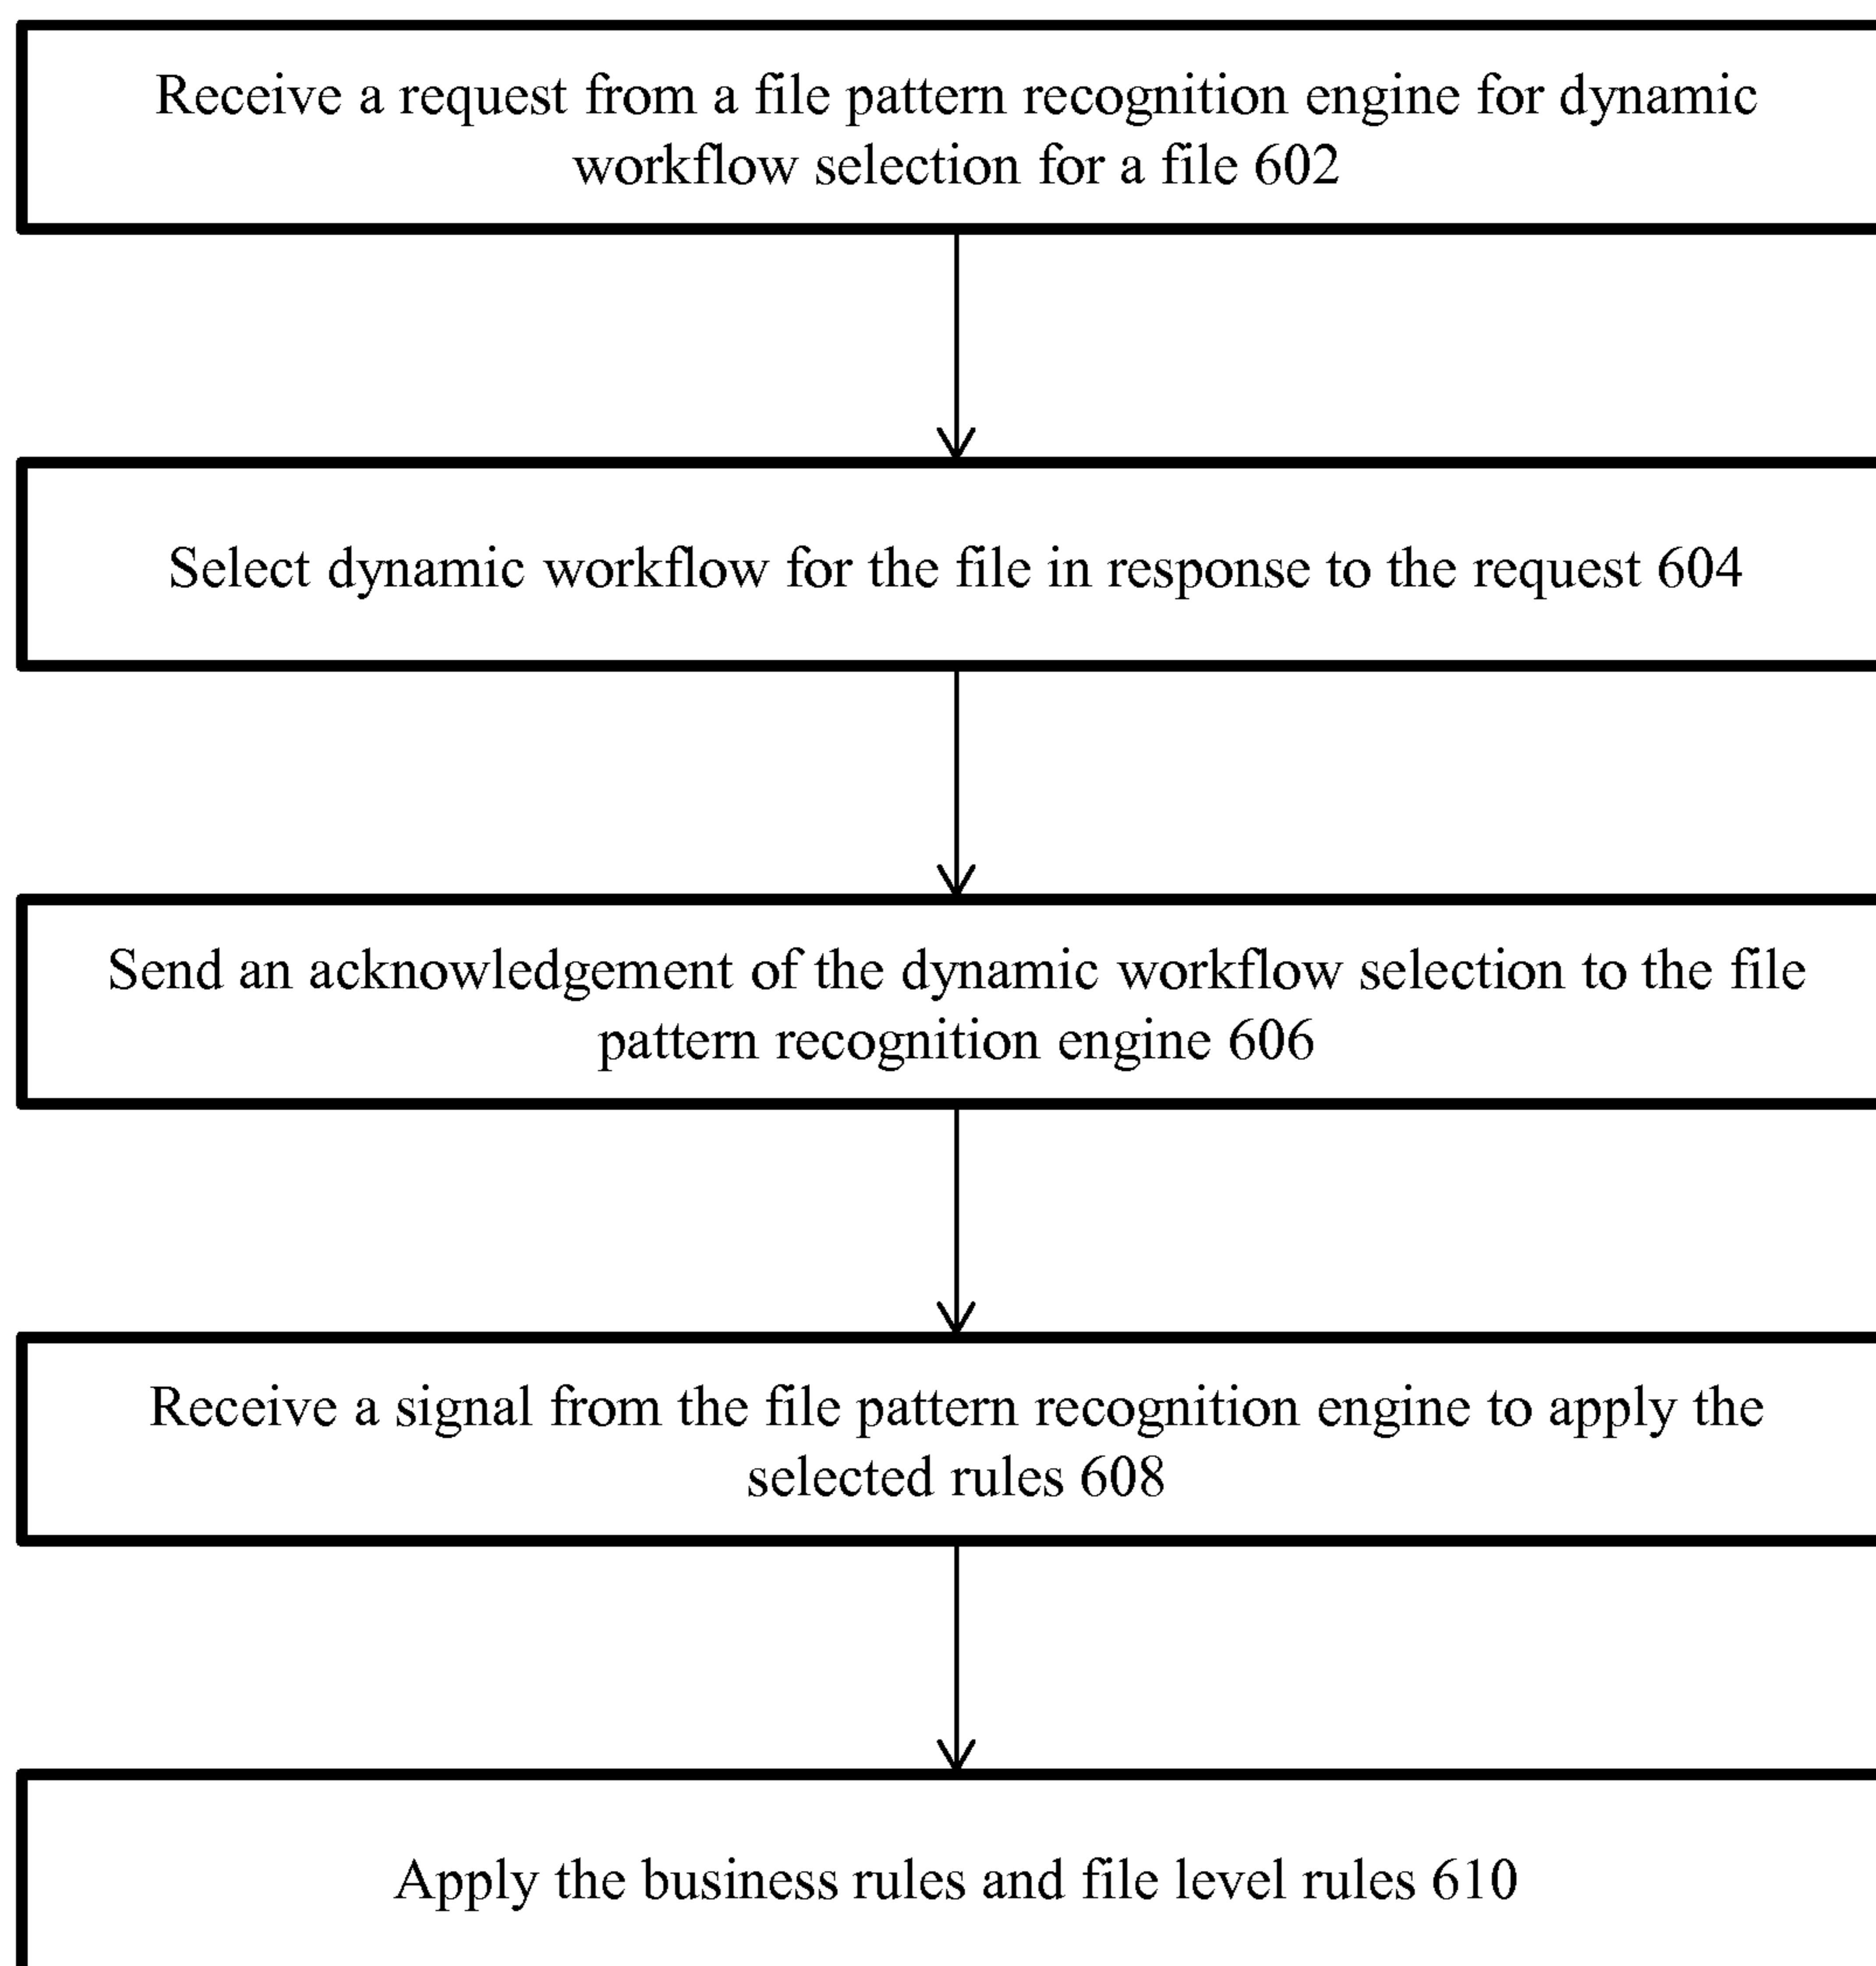 Receive a request from a file pattern recognition engine for dynamic
workflow selection for a file 602
Select dynamic workflow for the file in response to the request 604
Send an acknowledgement of the dynamic workflow selection to the file
pattern recognition engine 606
Receive a signal from the file pattern recognition engine to apply the
selected rules 608
Apply the business rules and file level rules 610